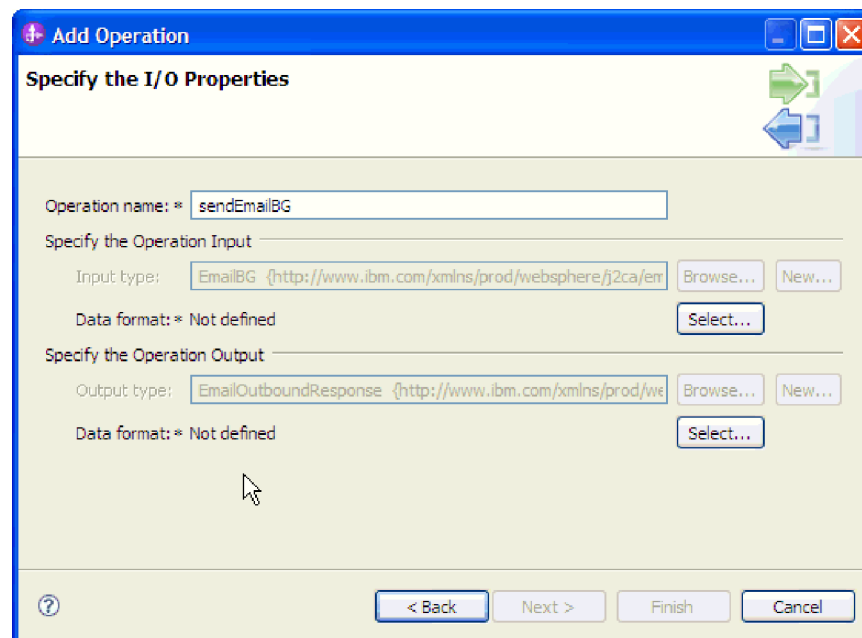 Add Operation
Specify the I/O Properties
Operation name: * sendEmailBG
Specify the Operation Input
Input type: EmailBG {http://www.ibm.com/xmlns/prod/websphere/j2ca/em Browse... New...
Data format: * Not defined Select...
Specify the Operation Output
Output type: EmailOutboundResponse {http://www.ibm.com/xmlns/prod/we Browse... New...
Data format: * Not defined Select...
? < Back Next > Finish Cancel